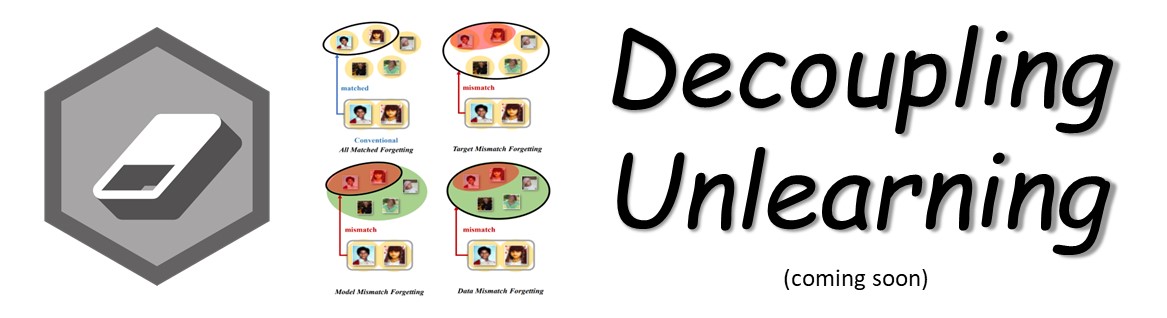 matched
Conventional
All Matched Forgetting
mismatch
Target Mismatch Forgetting
mismatch
Model Mismatch Forgetting
mismatch
Data Mismatch Forgetting
Decoupling
Unlearning
(coming soon)